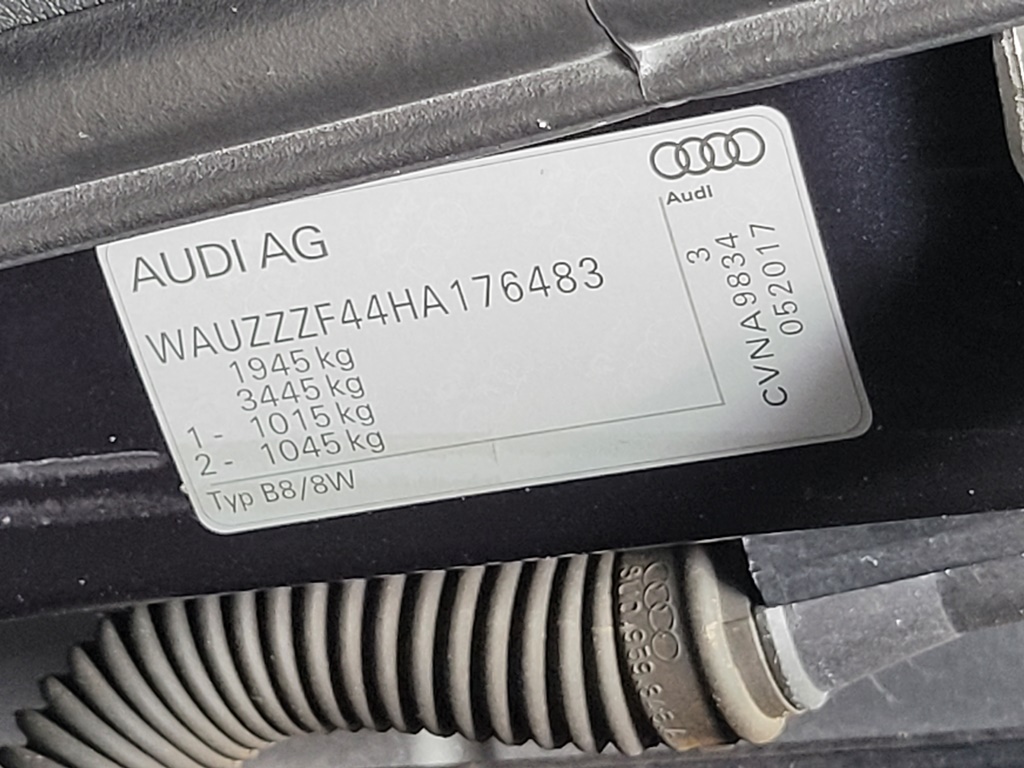 AUDI AG
WAUZZZF44HA176483
1945 kg
3445 kg
1- 1015 kg
2- 1045 kg
Typ B8/8W
Audi
3
CVNA9834
052017